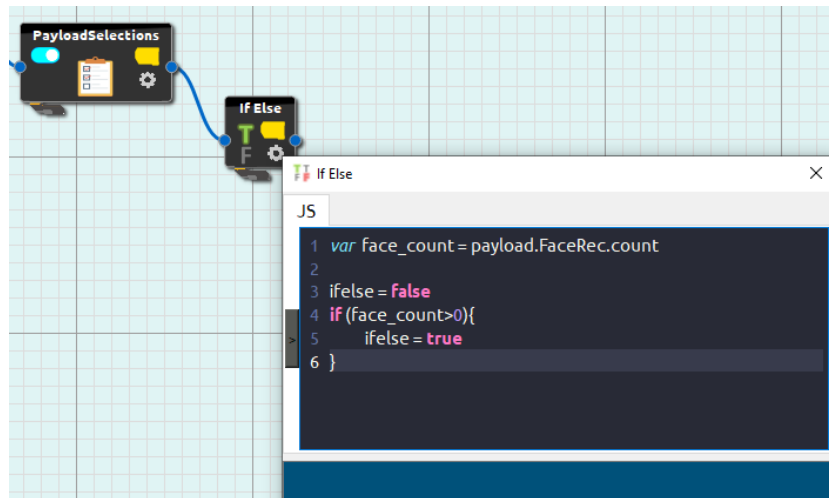 PayloadSelections
If Else
T
F
If Else
JS
1 var face_count = payload.FaceRec.count
2
3 ifelse = false
4 if (face_count>0){
5 ifelse = true
6 }
>